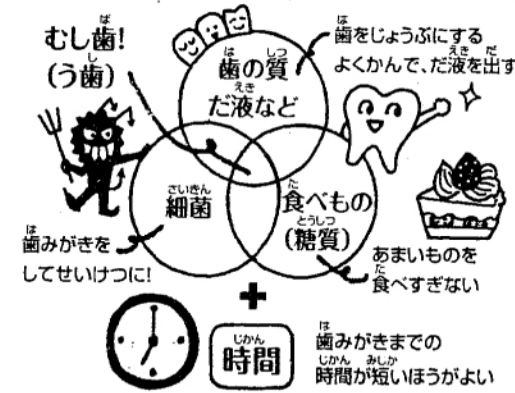 むし歯!
(う歯)
歯の質
だ液など
歯をじょうぶにする
よくかんで、だ液を出す
細菌
食べもの
(糖質)
歯みがきを
してせいけつに!
あまいものを
食べすぎない
+
時間
歯みがきまでの
時間が短いほうがよい